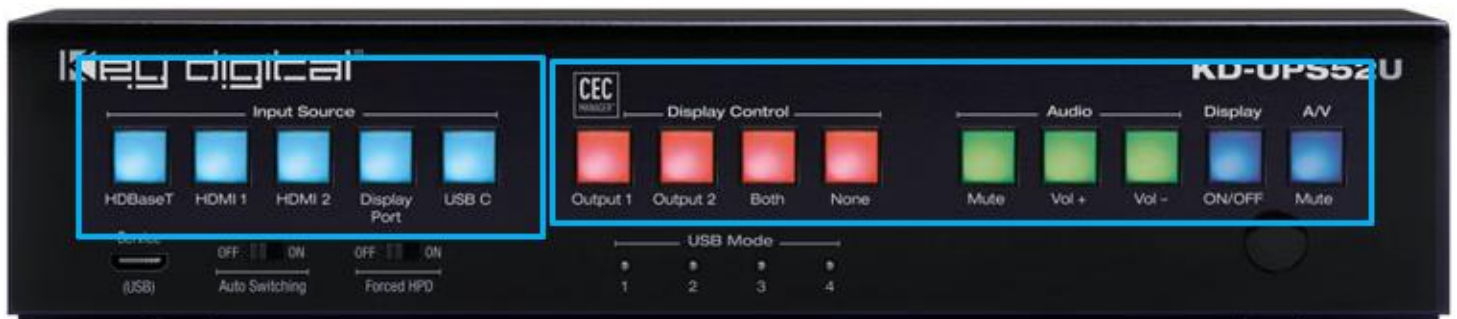 Key digital
KD-UPS52U
CEC
MANAGER
Input Source
Display Control
Audio
Display
A/V
HDBaseT
HDMI 1
HDMI 2
Display
Port
USB C
Output 1
Output 2
Both
None
Mute
Vol +
Vol -
ON/OFF
Mute
Service
(USB)
OFF ON
Auto Switching
OFF ON
Forced HPD
USB Mode
1 2 3 4